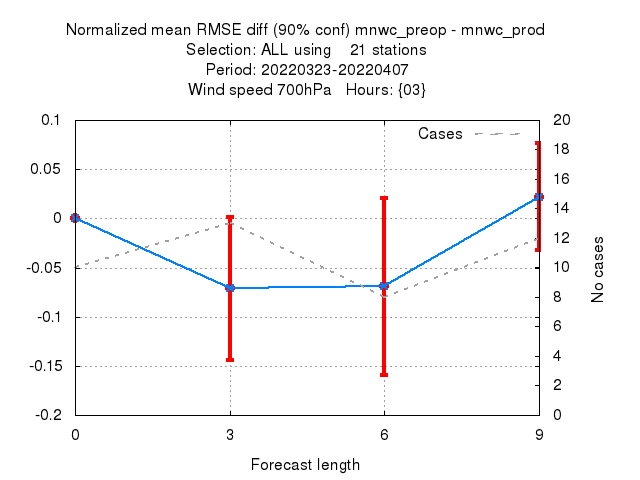 Normalized mean RMSE diff (90% conf) mnwc_preop - mnwc_prod
Selection: ALL using 21 stations
Period: 20220323-20220407
Wind speed 700hPa Hours: {03}
Cases
0.1
0.05
0
-0.05
-0.1
-0.15
-0.2
20
18
16
14
12
10
8
6
4
2
0
No cases
0 3 6 9
Forecast length